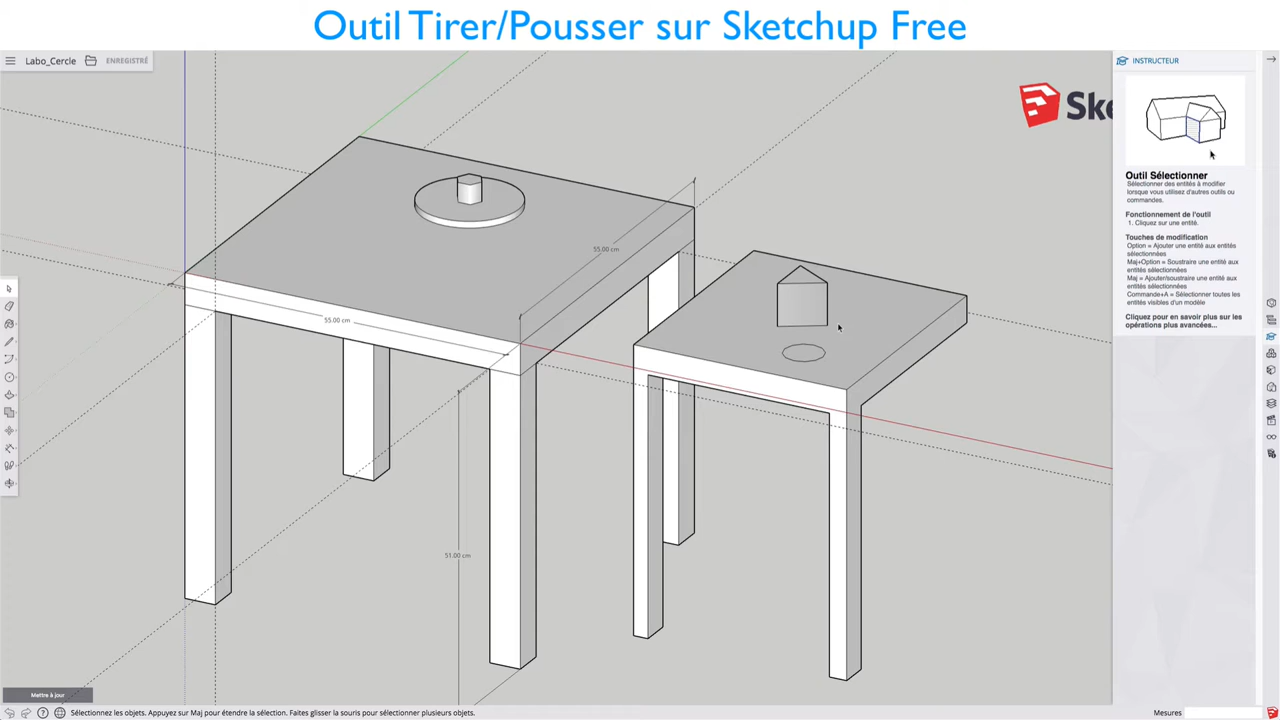 Outil Tirer/Pousser sur Sketchup Free
Labo_Cercle
ENREGISTRÉ
Ske
INSTRUCTEUR
Outil Sélectionner
Sélectionner des entités à modifier
lorsque vous utilisez d'autres outils ou
commandes.
Fonctionnement de l'outil
1. Cliquez sur une entité.
Touches de modification
Option = Ajouter une entité aux entités
sélectionnées
Maj+Option = Soustraire une entité aux
entités sélectionnées
Maj = Ajouter/soustraire une entité aux
entités sélectionnées
Commande+A = Sélectionner toutes les
entités visibles d'un modèle
Cliquez pour en savoir plus sur les
opérations plus avancées...
55.00 cm
55.00 cm
51.00 cm
Mettre à jour
Sélectionnez les objets. Appuyez sur Maj pour étendre la sélection. Faites glisser la souris pour sélectionner plusieurs objets.
Mesures